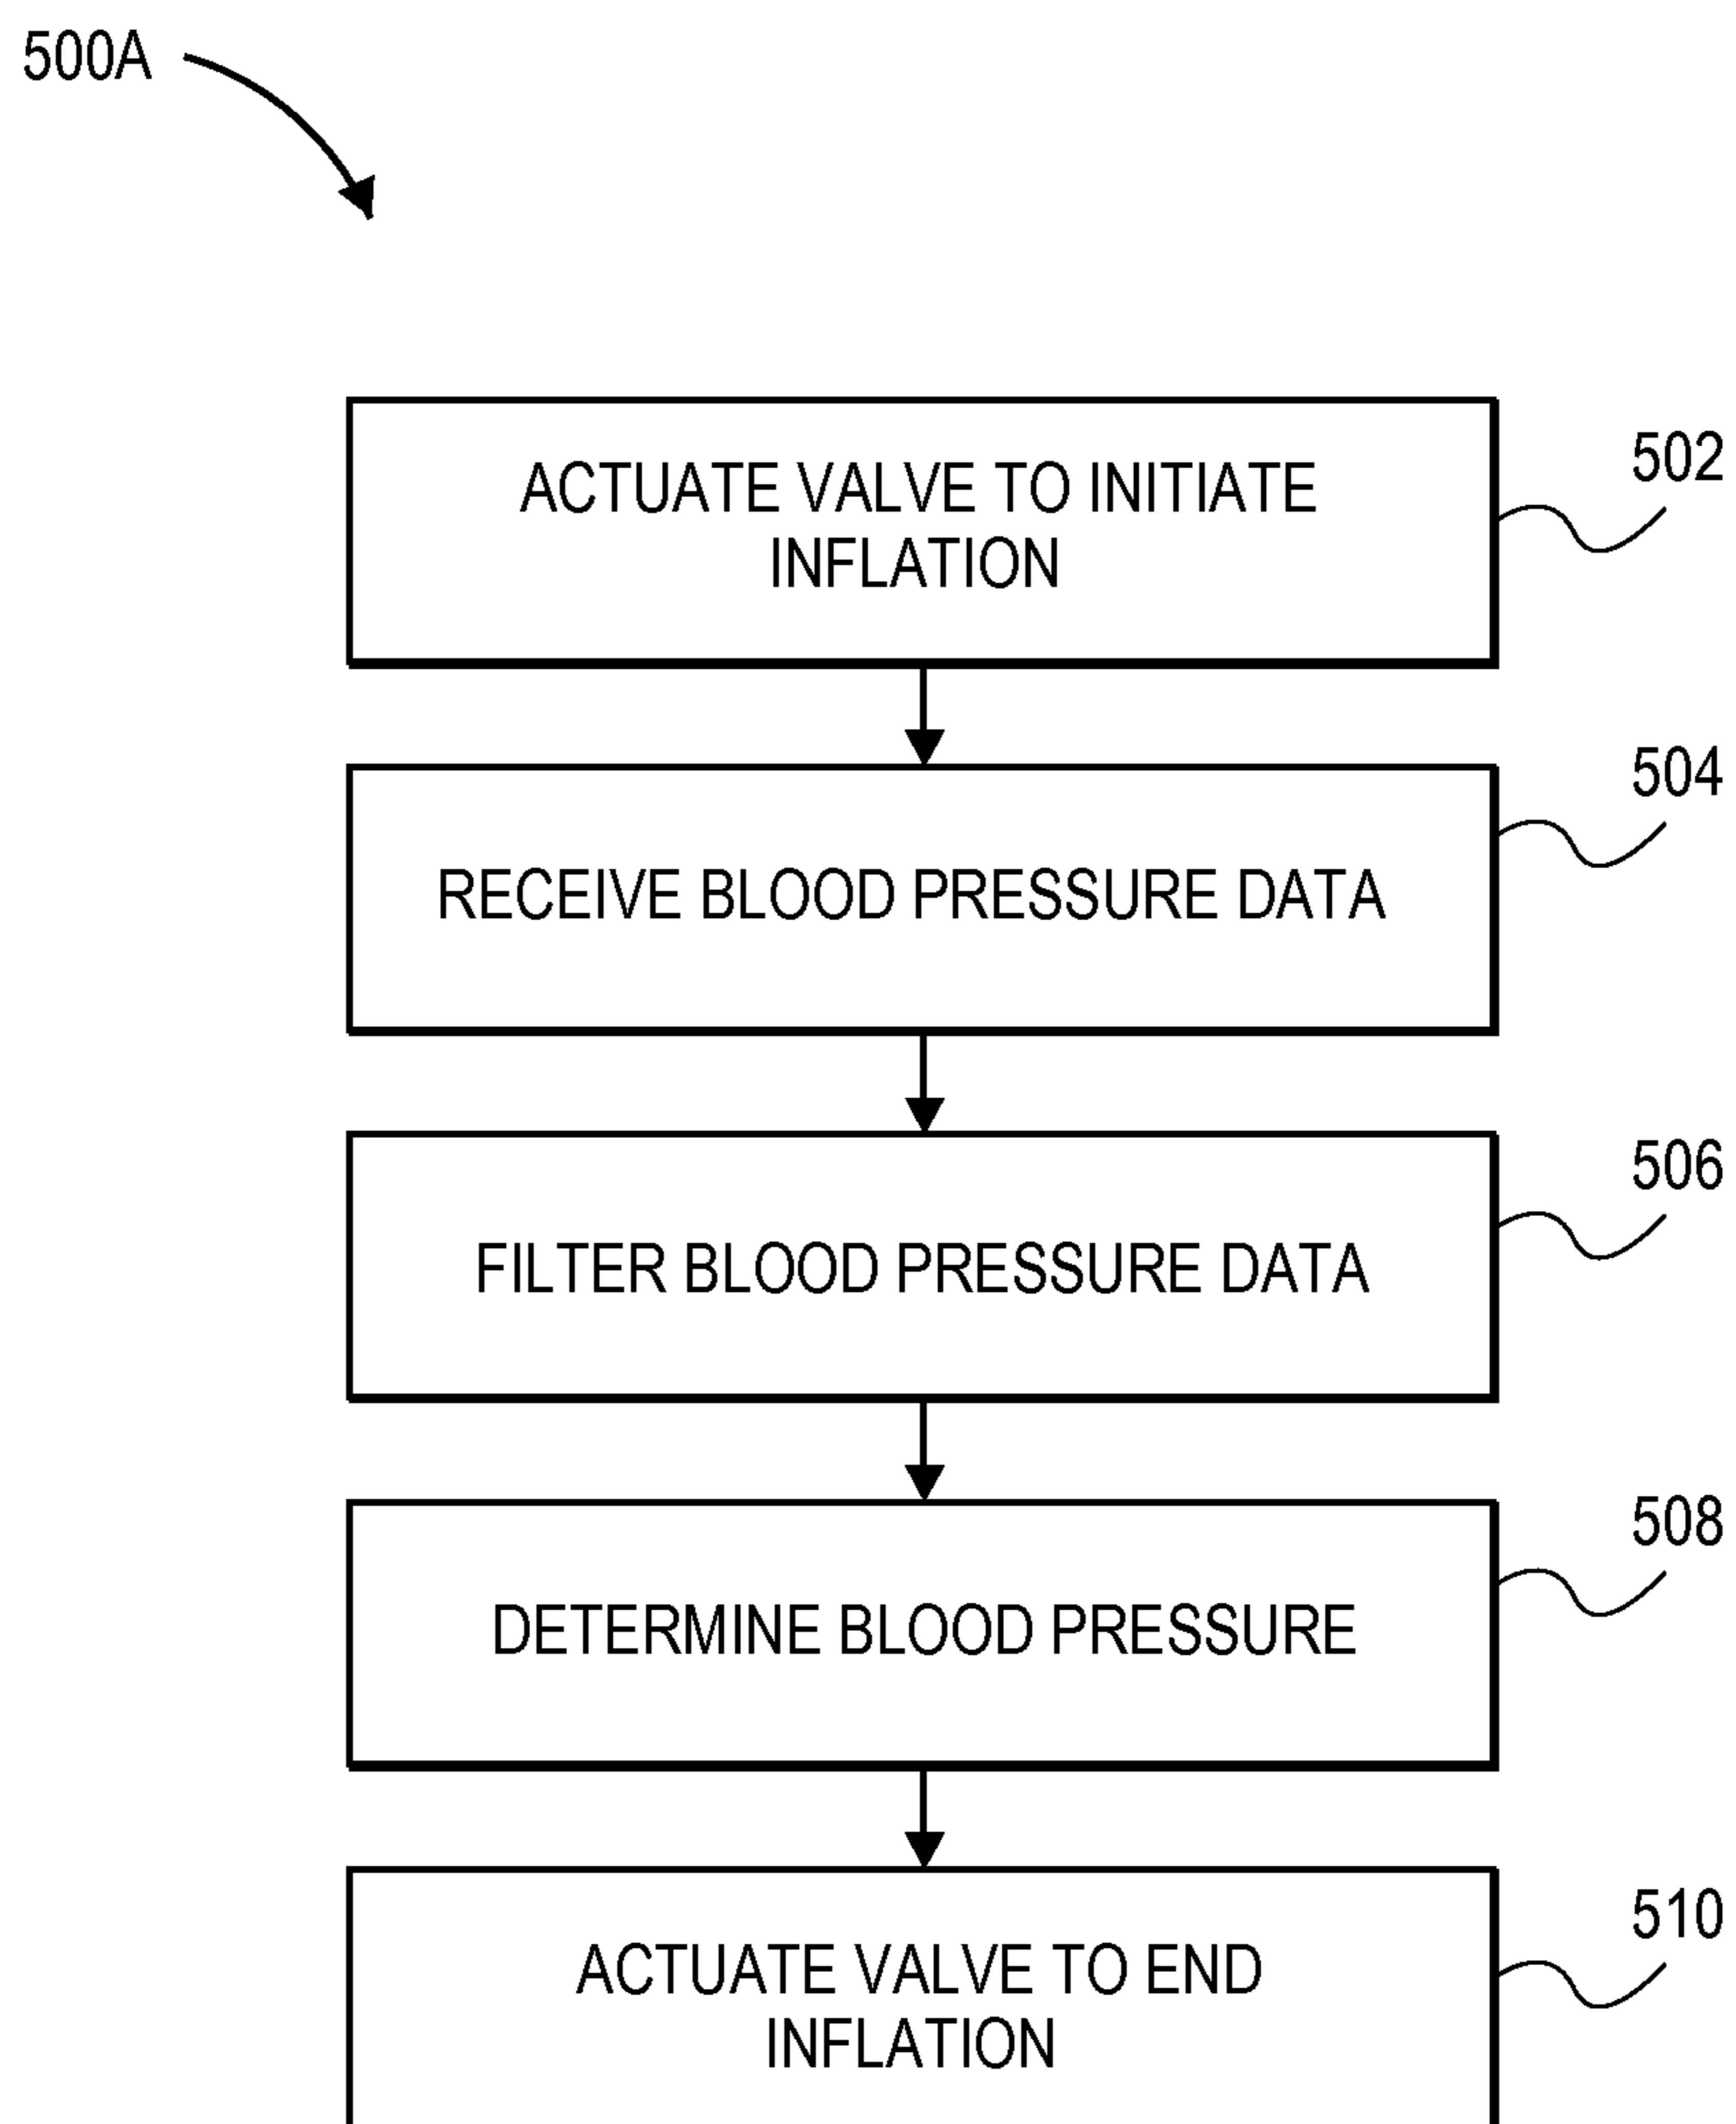 500A
ACTUATE VALVE TO INITIATE
INFLATION
502
RECEIVE BLOOD PRESSURE DATA
504
FILTER BLOOD PRESSURE DATA
506
DETERMINE BLOOD PRESSURE
508
ACTUATE VALVE TO END
INFLATION
510